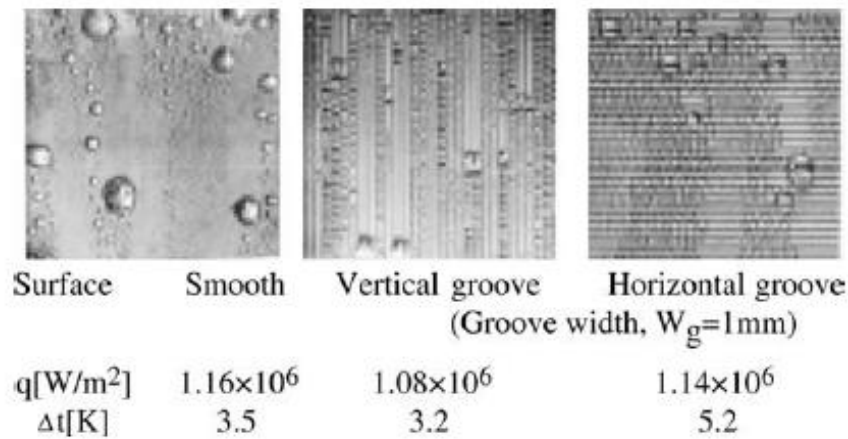 Surface Smooth Vertical groove Horizontal groove
(Groove width, Wg=1mm)
q[W/m²] 1.16×10⁶ 1.08×10⁶ 1.14×10⁶
Δt[K] 3.5 3.2 5.2